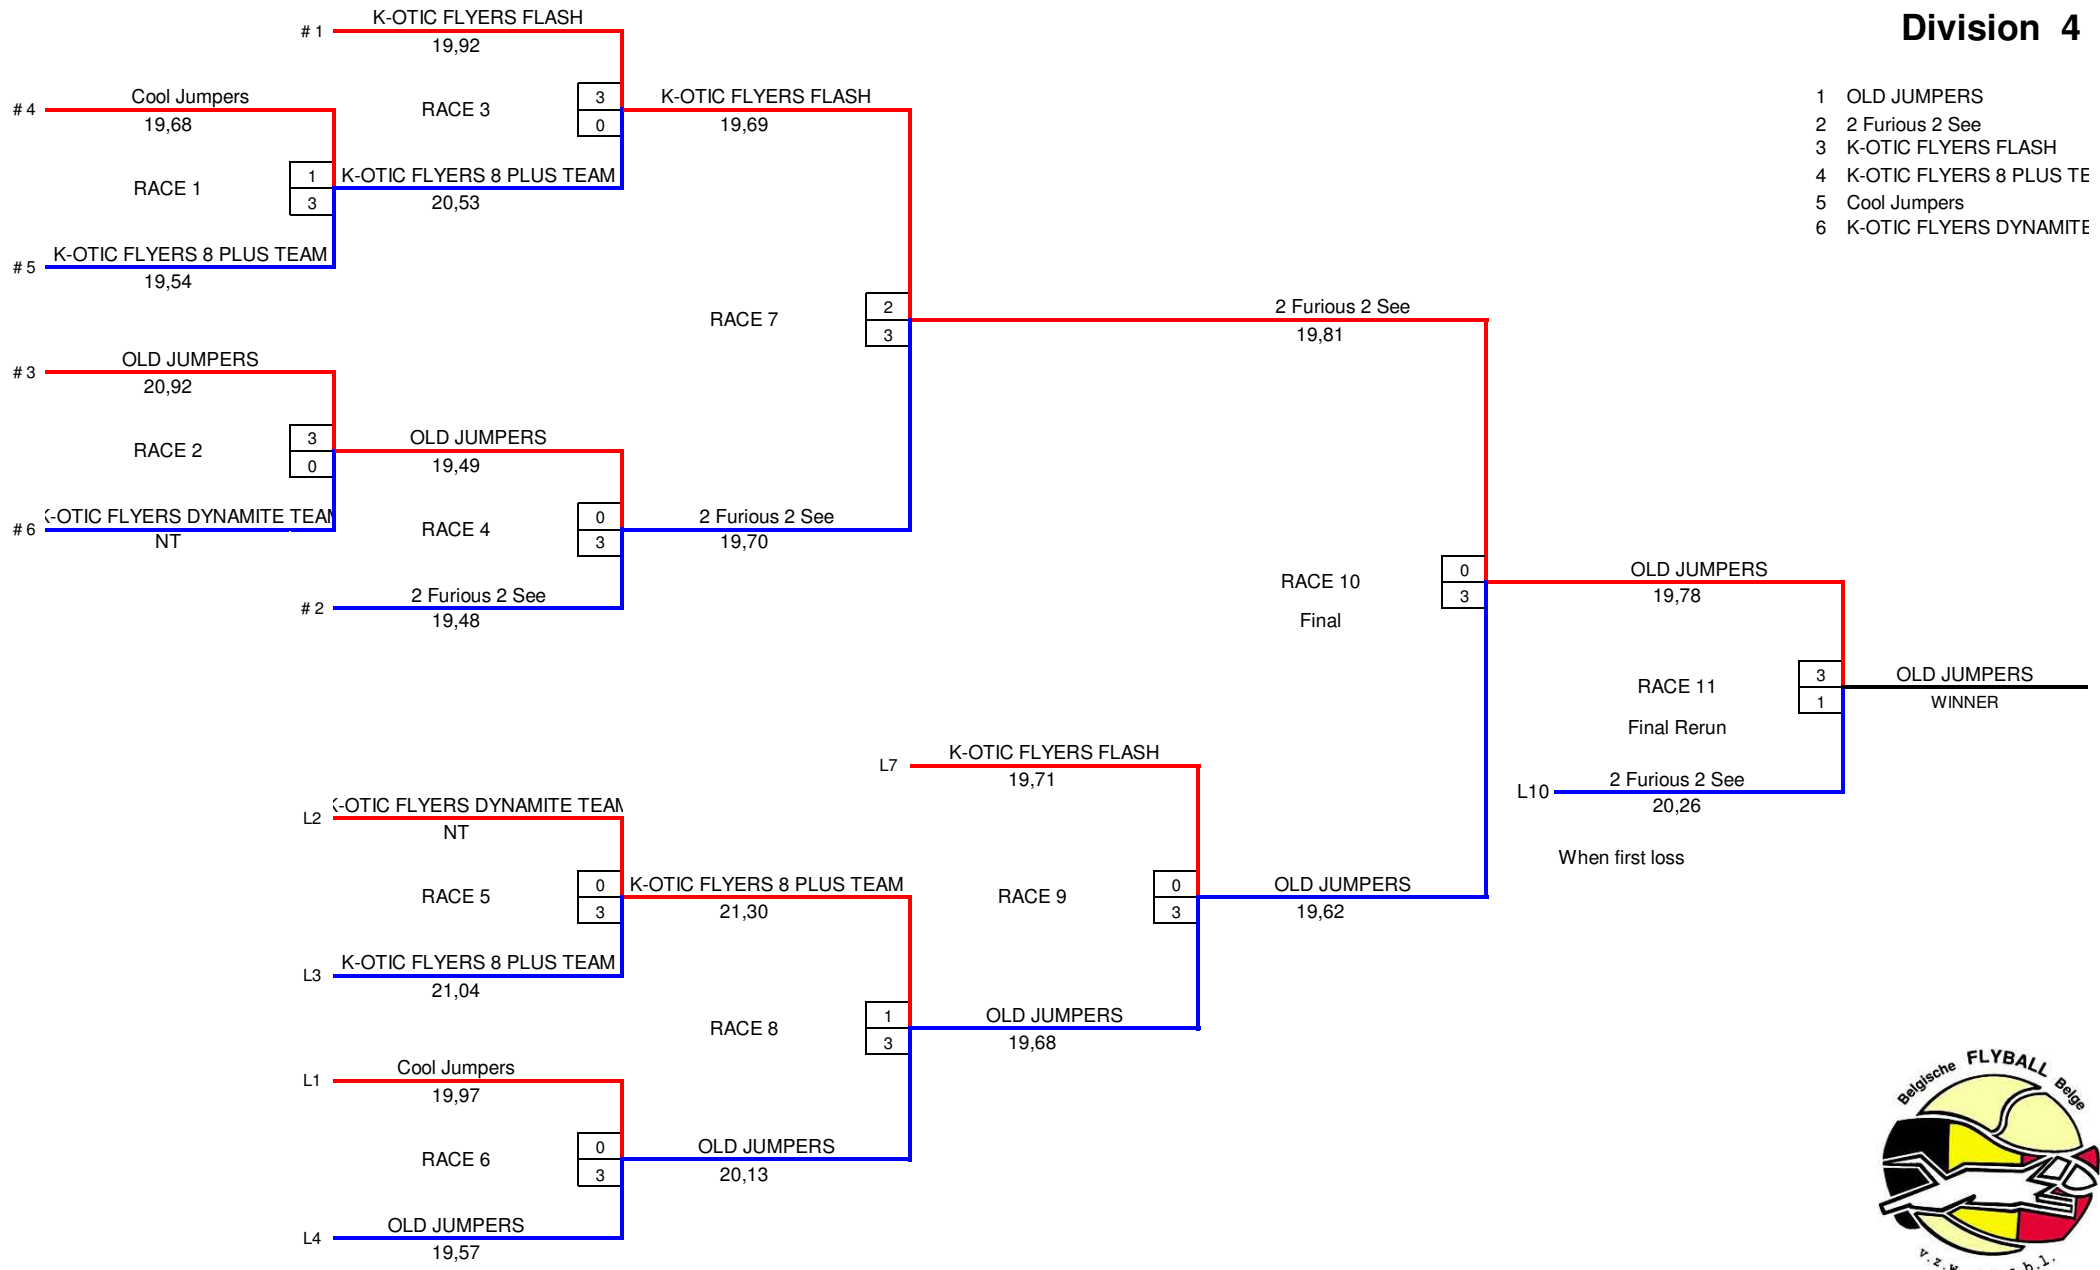 Division 4
1 OLD JUMPERS
2 2 Furious 2 See
3 K-OTIC FLYERS FLASH
4 K-OTIC FLYERS 8 PLUS TE
5 Cool Jumpers
6 K-OTIC FLYERS DYNAMITE
# 1
K-OTIC FLYERS FLASH
19,92
# 4
Cool Jumpers
19,68
RACE 3
3
0
K-OTIC FLYERS FLASH
19,69
RACE 1
1
3
K-OTIC FLYERS 8 PLUS TEAM
20,53
# 5
K-OTIC FLYERS 8 PLUS TEAM
19,54
RACE 7
2
3
2 Furious 2 See
19,81
# 3
OLD JUMPERS
20,92
RACE 2
3
0
OLD JUMPERS
19,49
# 6
K-OTIC FLYERS DYNAMITE TEAM
NT
RACE 4
0
3
2 Furious 2 See
19,70
# 2
2 Furious 2 See
19,48
RACE 10
Final
0
3
OLD JUMPERS
19,78
RACE 11
Final Rerun
3
1
OLD JUMPERS
WINNER
L10
2 Furious 2 See
20,26
When first loss
L7
K-OTIC FLYERS FLASH
19,71
L2
K-OTIC FLYERS DYNAMITE TEAM
NT
RACE 5
0
3
K-OTIC FLYERS 8 PLUS TEAM
21,30
RACE 9
0
3
OLD JUMPERS
19,62
L3
K-OTIC FLYERS 8 PLUS TEAM
21,04
RACE 8
1
3
OLD JUMPERS
19,68
L1
Cool Jumpers
19,97
RACE 6
0
3
OLD JUMPERS
20,13
L4
OLD JUMPERS
19,57
Belgische FLYBALL Belge